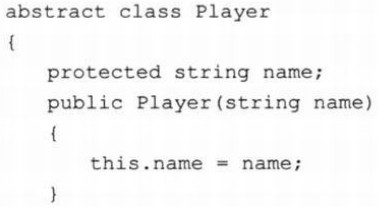 abstract class Player
{
    protected string name;
    public Player(string name)
    {
        this.name = name;
    }